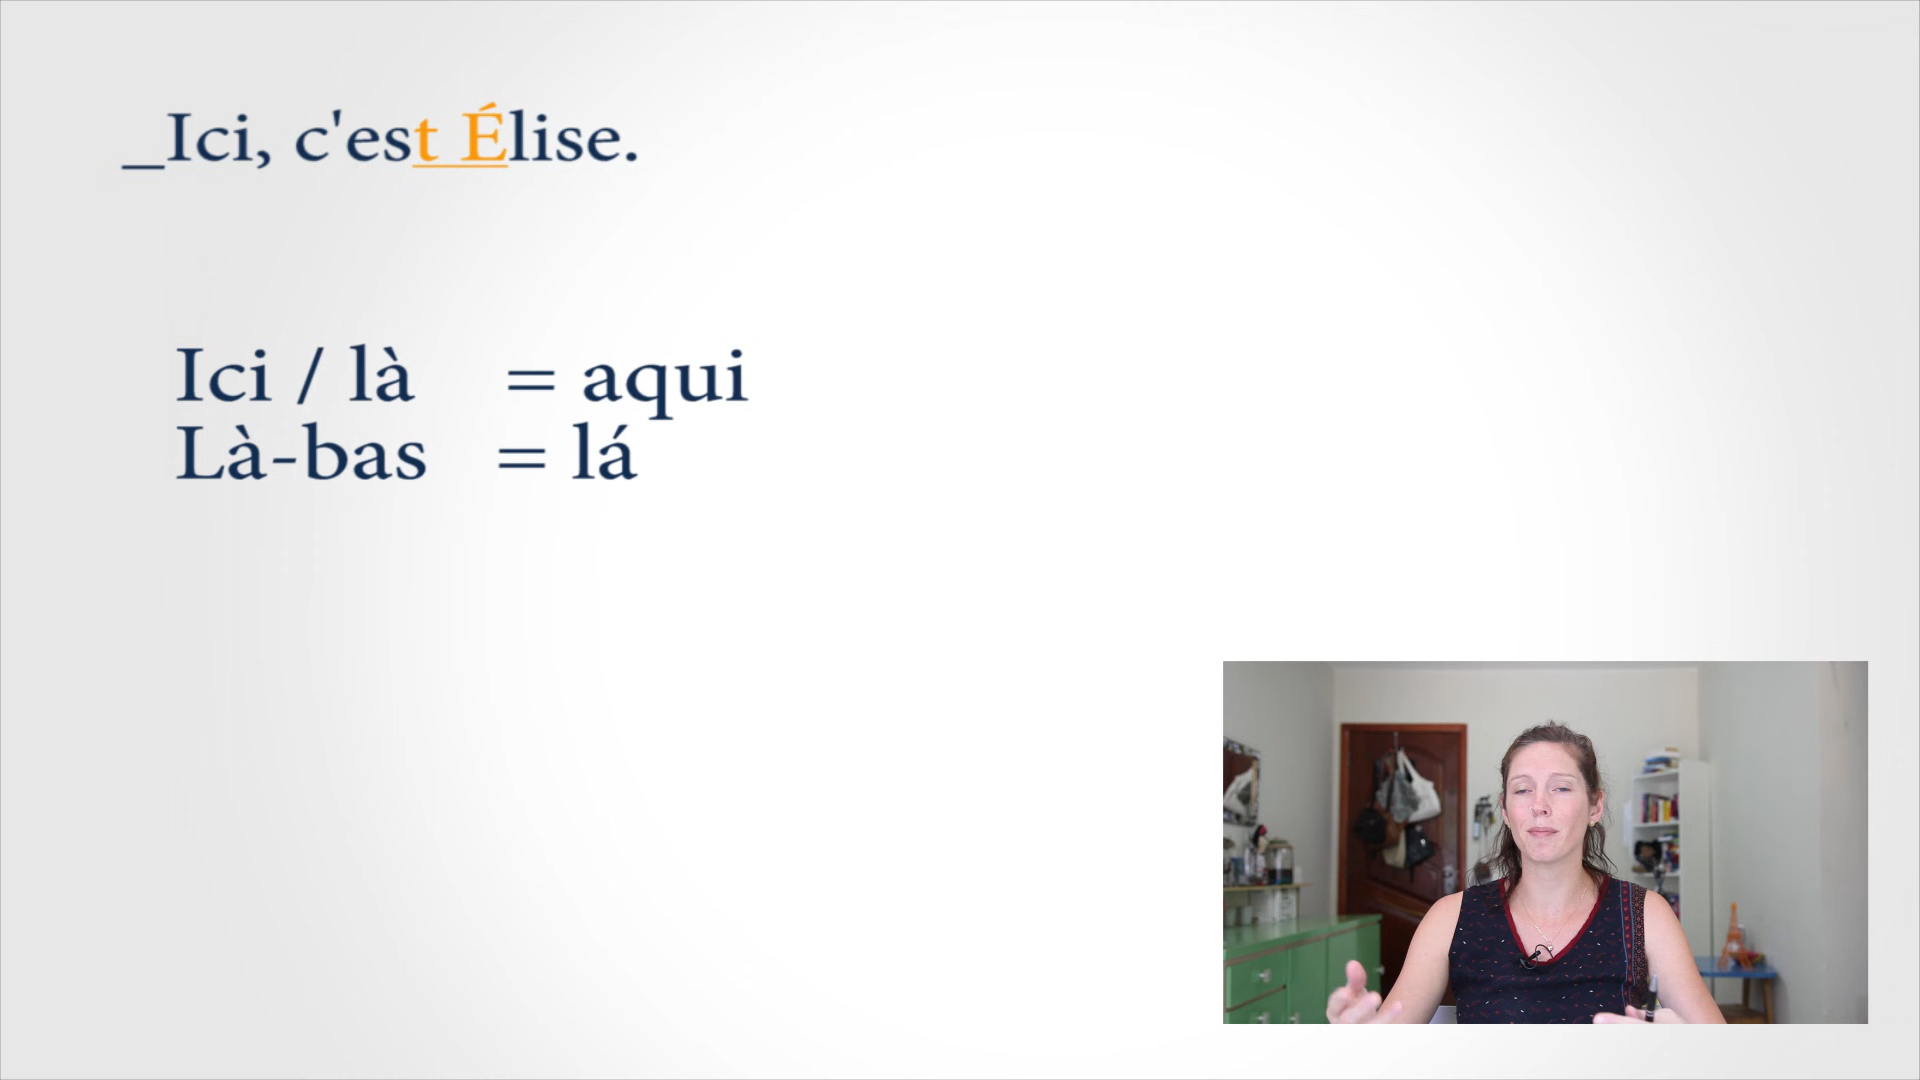 _Ici, c'est Élise.
Ici / là = aqui
Là-bas = lá